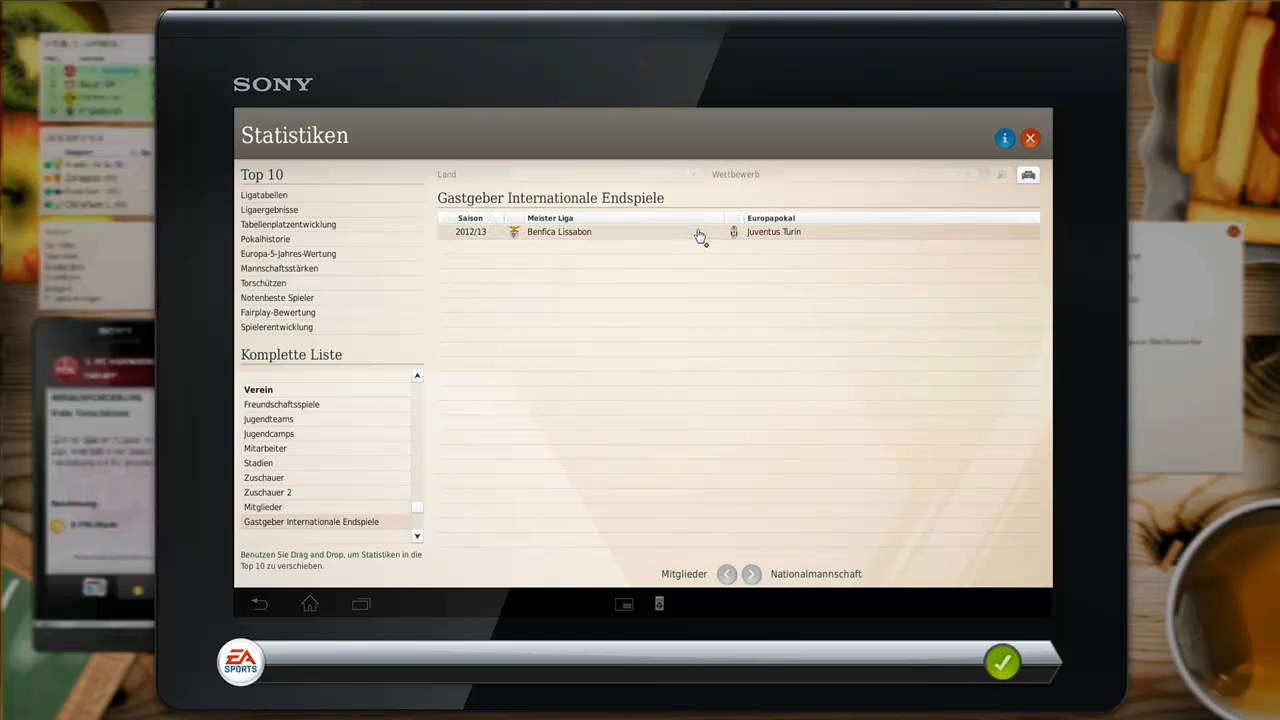 SONY
Statistiken
Top 10
Ligatabellen
Ligaergebnisse
Tabellenplatzentwicklung
Pokalhistorie
Europa-5-Jahres-Wertung
Mannschaftsstärken
Torschützen
Notenbeste Spieler
Fairplay-Bewertung
Spielerentwicklung
Komplette Liste
Verein
Freundschaftsspiele
Jugendteams
Jugendcamps
Mitarbeiter
Stadien
Zuschauer
Zuschauer 2
Mitglieder
Gastgeber Internationale Endspiele
Benutzen Sie Drag and Drop, um Statistiken in die
Top 10 zu verschieben.
Land Wettbewerb
Gastgeber Internationale Endspiele
Saison Meister Liga Europapokal
2012/13 Benfica Lissabon Juventus Turin
Mitglieder Nationalmannschaft
EA
SPORTS
SONY